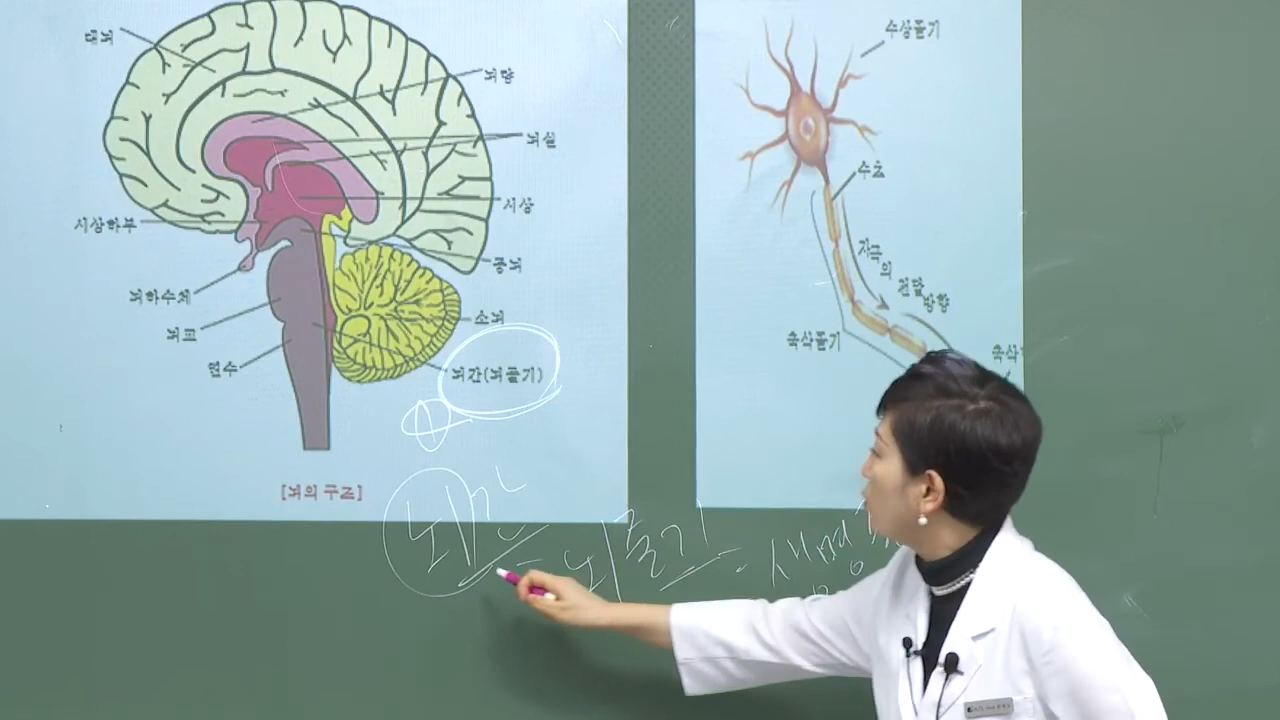 대뇌
뇌량
뇌실
시상
시상하부
중뇌
뇌하수체
소뇌
뇌교
연수
뇌간(뇌줄기)
[뇌의 구조]
수상돌기
수초
자극
의
전달
방향
축삭돌기
축삭
뇌간 = 뇌줄기 = 생명